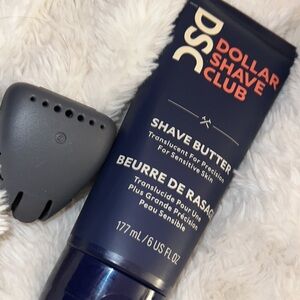 DSC
DOLLAR
SHAVE
CLUB
SHAVE BUTTER
Translucent For Precision
For Sensitive Skin
BEURRE DE RASAGE
Translucide Pour Une
Plus Grande Précision
Peau Sensible
177 mL / 6 US FL OZ